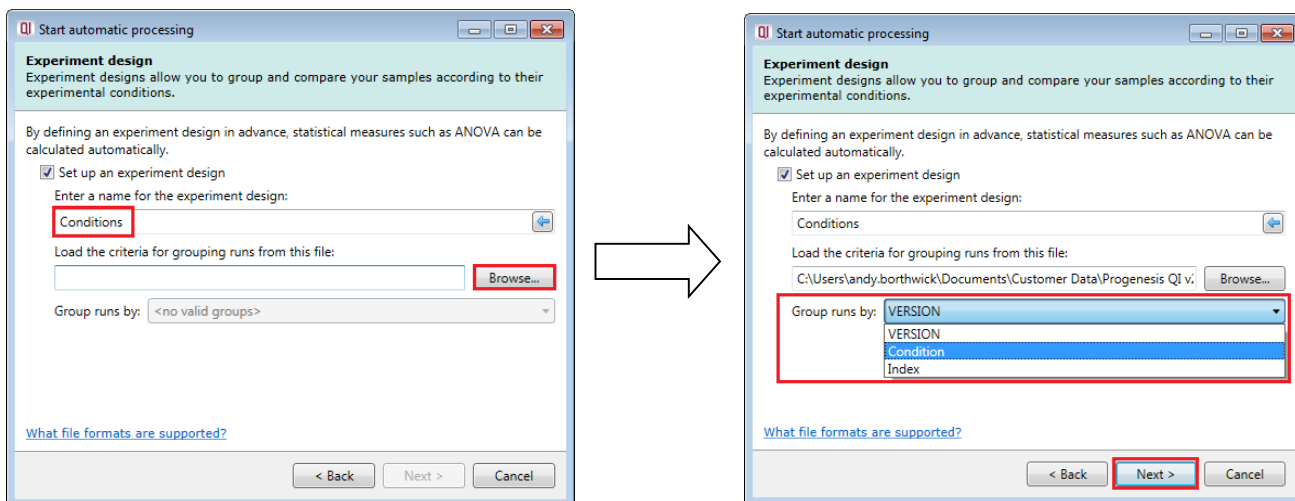 QI Start automatic processing
Experiment design
Experiment designs allow you to group and compare your samples according to their
experimental conditions.
By defining an experiment design in advance, statistical measures such as ANOVA can be
calculated automatically.
Set up an experiment design
Enter a name for the experiment design:
Conditions
Load the criteria for grouping runs from this file:
Browse...
Group runs by: <no valid groups>
What file formats are supported?
< Back Next > Cancel
QI Start automatic processing
Experiment design
Experiment designs allow you to group and compare your samples according to their
experimental conditions.
By defining an experiment design in advance, statistical measures such as ANOVA can be
calculated automatically.
Set up an experiment design
Enter a name for the experiment design:
Conditions
Load the criteria for grouping runs from this file:
C:\Users\andy.borthwick\Documents\Customer Data\Progenesis QI v. Browse...
Group runs by: VERSION
VERSION
Condition
Index
What file formats are supported?
< Back Next > Cancel